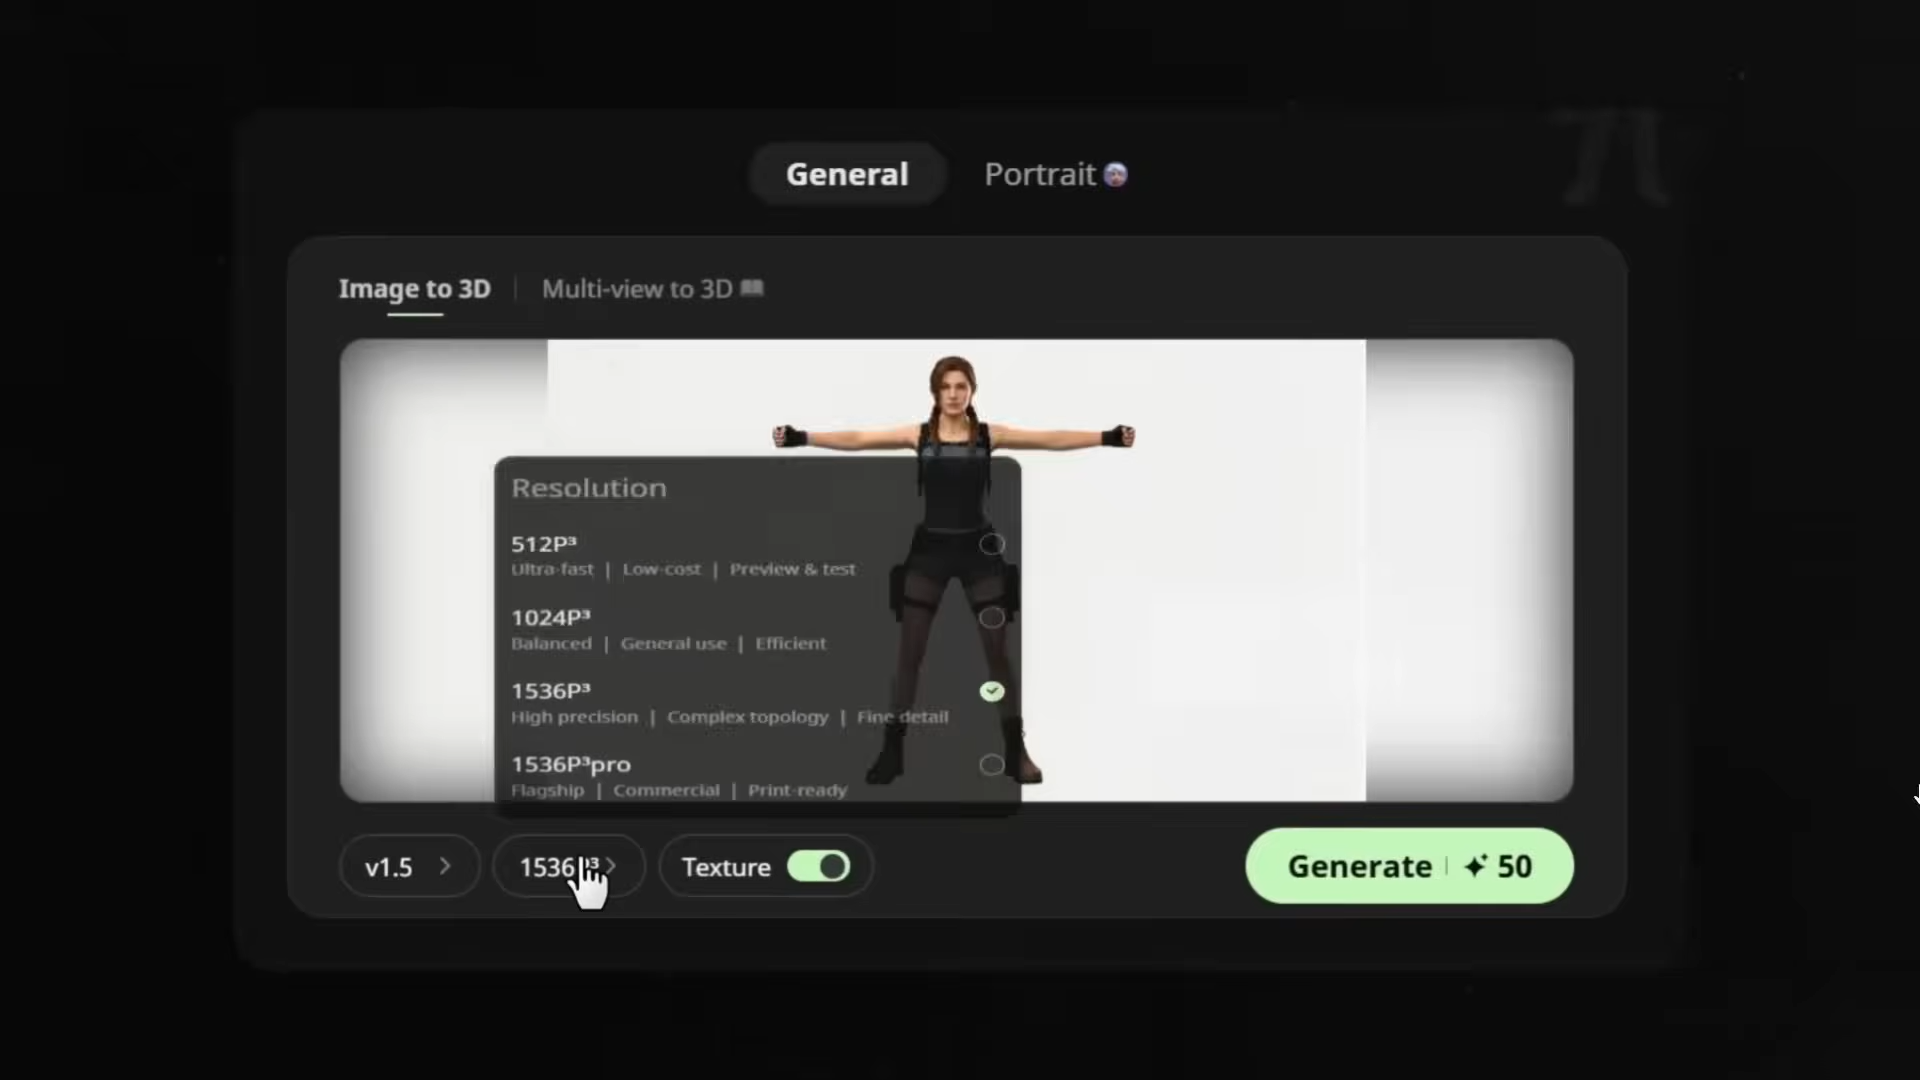 General
Portrait
Image to 3D
Multi-view to 3D
Resolution
512P³
Ultra-fast | Low-cost | Preview & test
1024P³
Balanced | General use | Efficient
1536P³
High precision | Complex topology | Fine detail
1536P³pro
Flagship | Commercial | Print-ready
v1.5
1536P³
Texture
Generate | 50